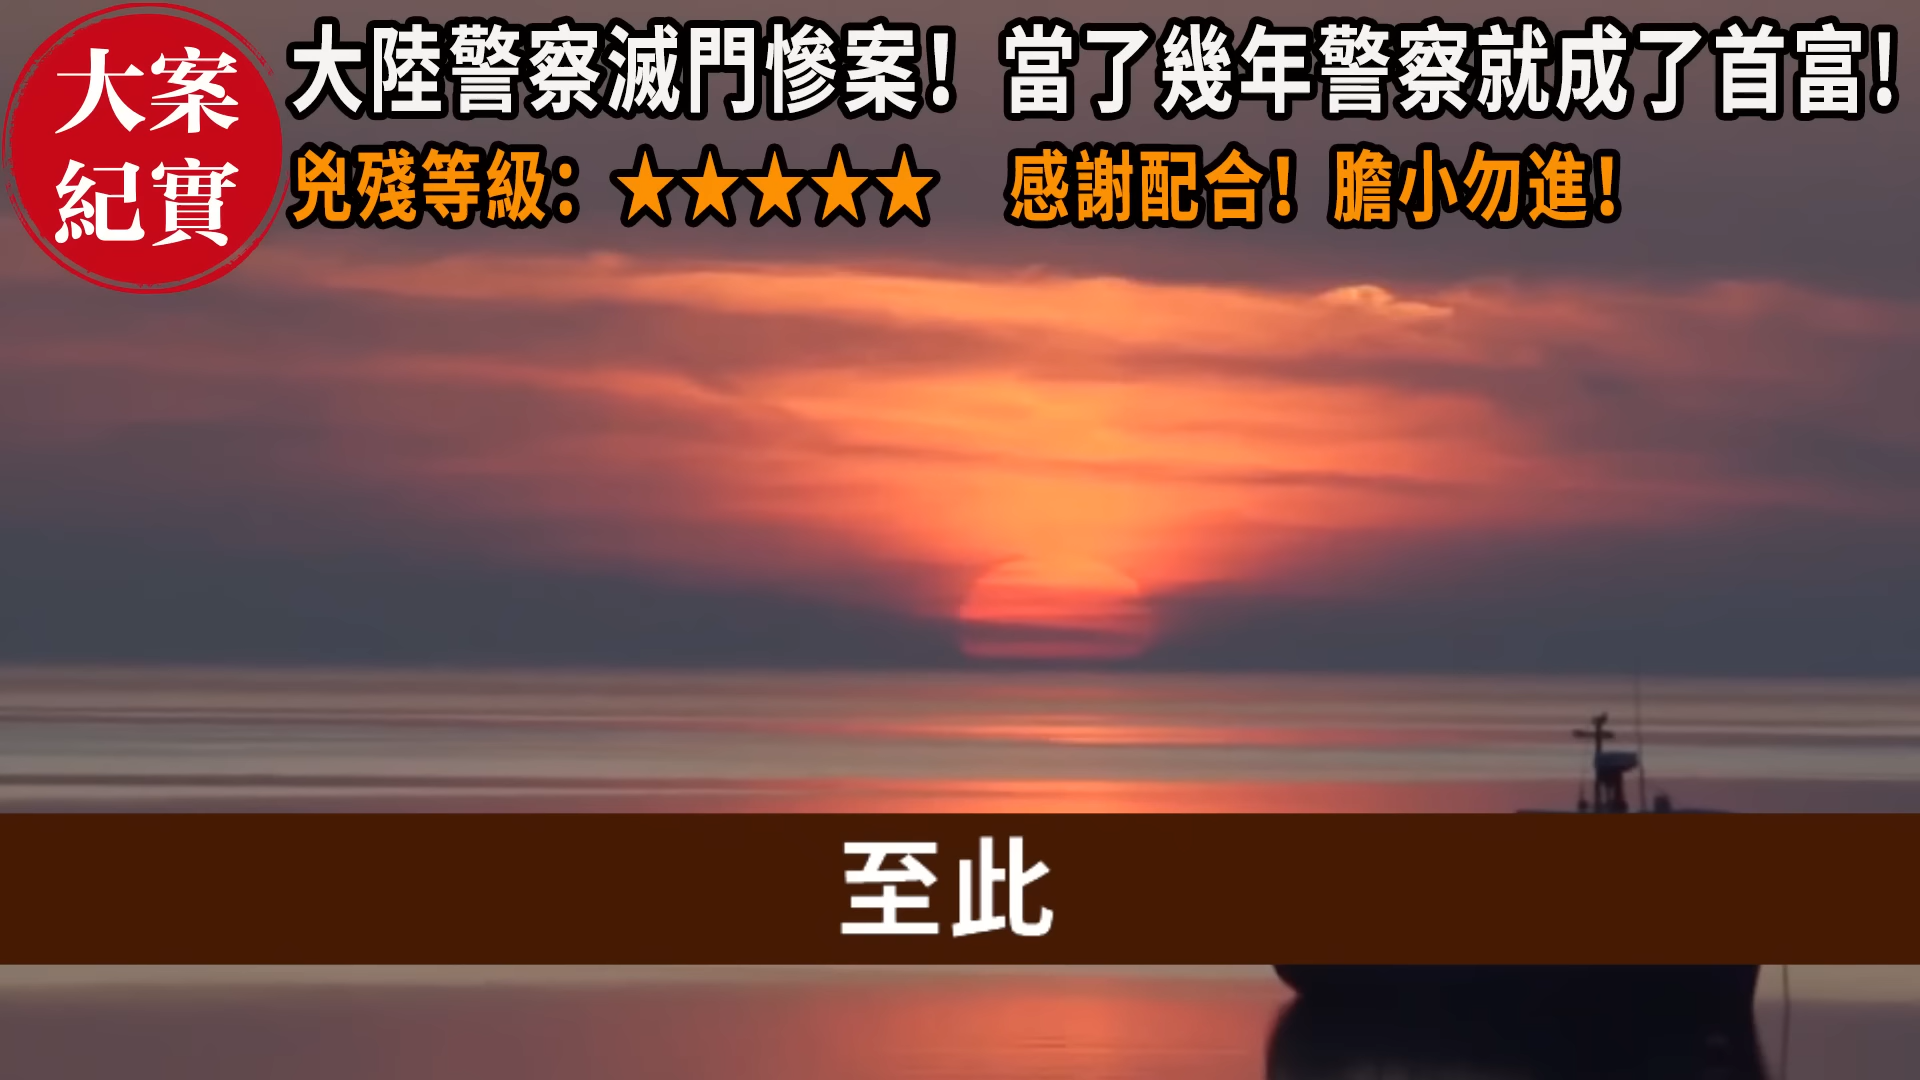 大案
紀實
大陸警察滅門慘案！ 當了幾年警察就成了首富！
兇殘等級：★★★★★ 感謝配合！膽小勿進！
至此